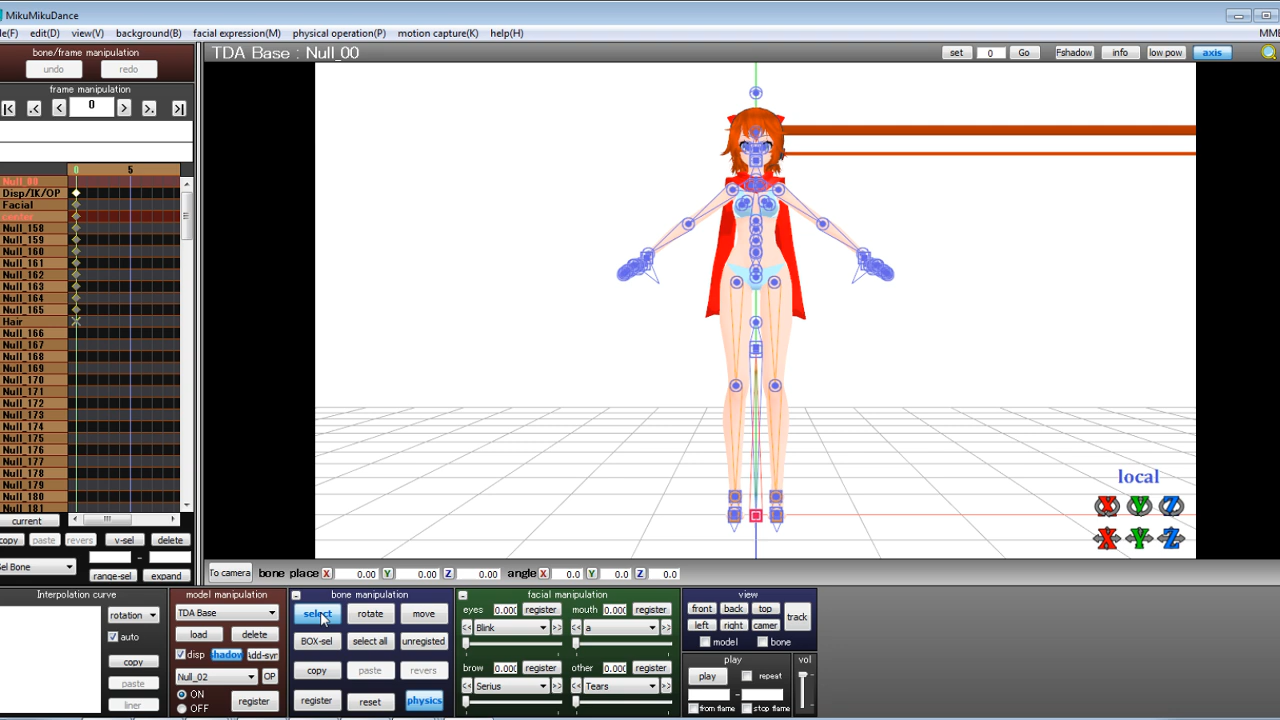 MikuMikuDance
le(F) edit(D) view(V) background(B) facial expression(M) physical operation(P) motion capture(K) help(H) MME
bone/frame manipulation
undo redo
TDA Base : Null_00
set 0 Go Fshadow info low pow axis
frame manipulation
|< .< < 0 > >. >|
0 5
Null_00
Disp/IK/OP
Facial
center
Null_158
Null_159
Null_160
Null_161
Null_162
Null_163
Null_164
Null_165
Hair
Null_166
Null_167
Null_168
Null_169
Null_170
Null_171
Null_172
Null_173
Null_174
Null_175
Null_176
Null_177
Null_178
Null_179
Null_180
Null_181
local
X Y Z
X Y Z
current
copy paste revers v-sel delete
el Bone - range-sel expand
To camera bone place X 0.00 Y 0.00 Z 0.00 angle X 0.0 Y 0.0 Z 0.0
Interpolation curve
rotation
auto
copy
paste
liner
model manipulation
TDA Base
load delete
disp shadow Add-syn
Null_02 OP
ON
OFF
register
bone manipulation
select rotate move
BOX-sel select all unregisted
copy paste revers
register reset physics
facial manipulation
eyes 0.000 register mouth 0.000 register
<< Blink >> << a >>
brow 0.000 register other 0.000 register
<< Serius >> << Tears >>
view
front back top
left right camer
track
model bone
play
play repeat
-
from flame stop flame
vol